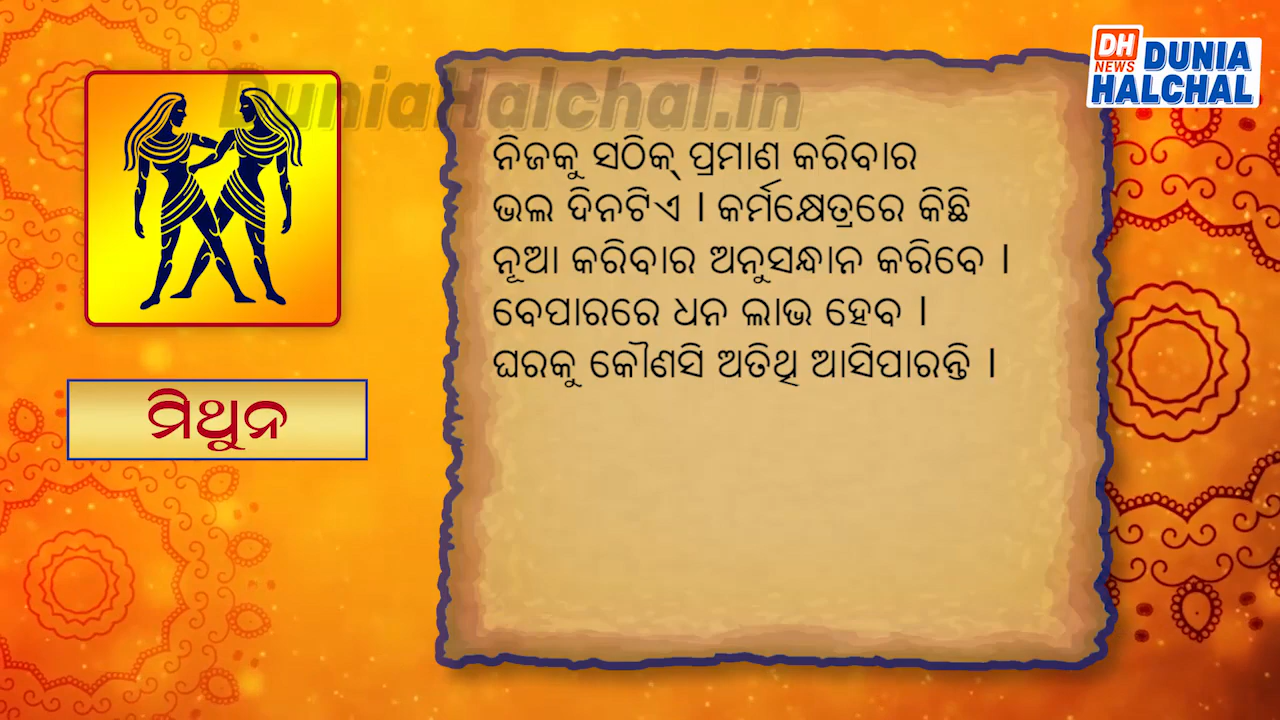 DH
NEWS
DUNIA
HALCHAL
DuniaHalchal.in
ନିଜକୁ ସଠିକ୍ ପ୍ରମାଣ କରିବାର
ଭଲ ଦିନଟିଏ । କର୍ମକ୍ଷେତ୍ରରେ କିଛି
ନୂଆ କରିବାର ଅନୁସନ୍ଧାନ କରିବେ ।
ବେପାରରେ ଧନ ଲାଭ ହେବ ।
ଘରକୁ କୌଣସି ଅତିଥି ଆସିପାରନ୍ତି ।
ମିଥୁନ